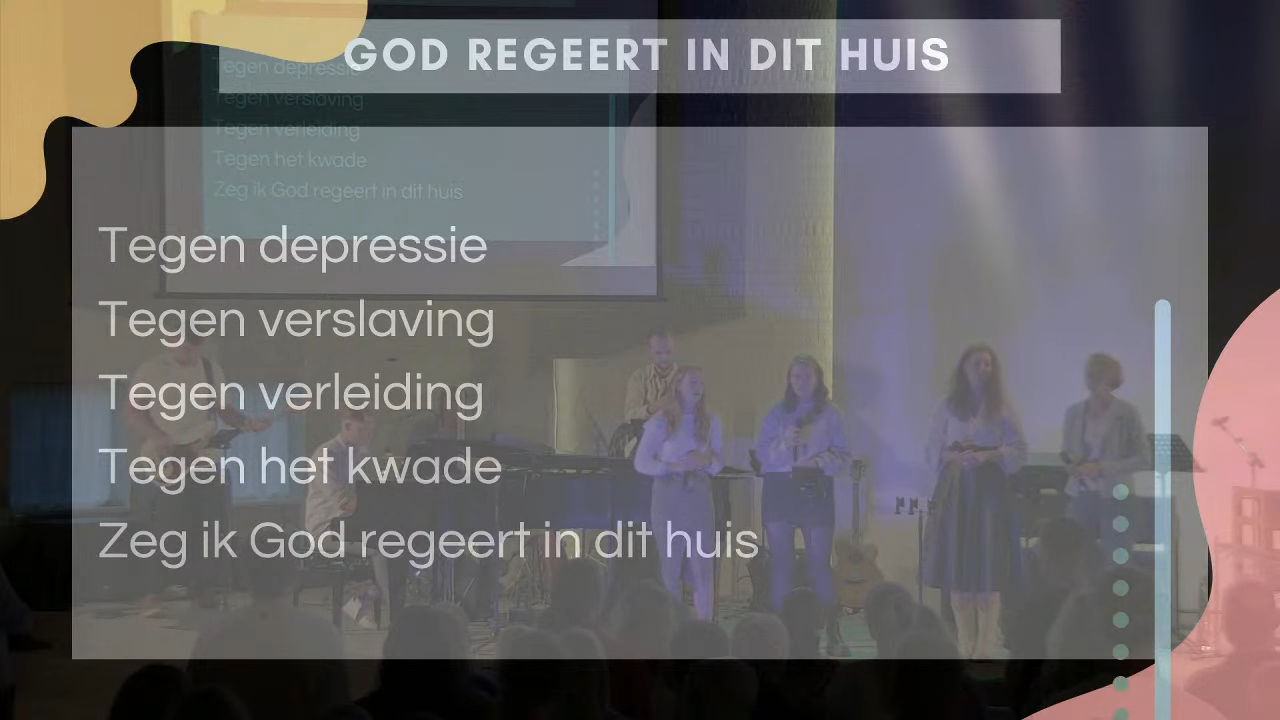 GOD REGEERT IN DIT HUIS
Tegen depressie
Tegen verslaving
Tegen verleiding
Tegen het kwade
Zeg ik God regeert in dit huis
Tegen depressie
Tegen verslaving
Tegen verleiding
Tegen het kwade
Zeg ik God regeert in dit huis